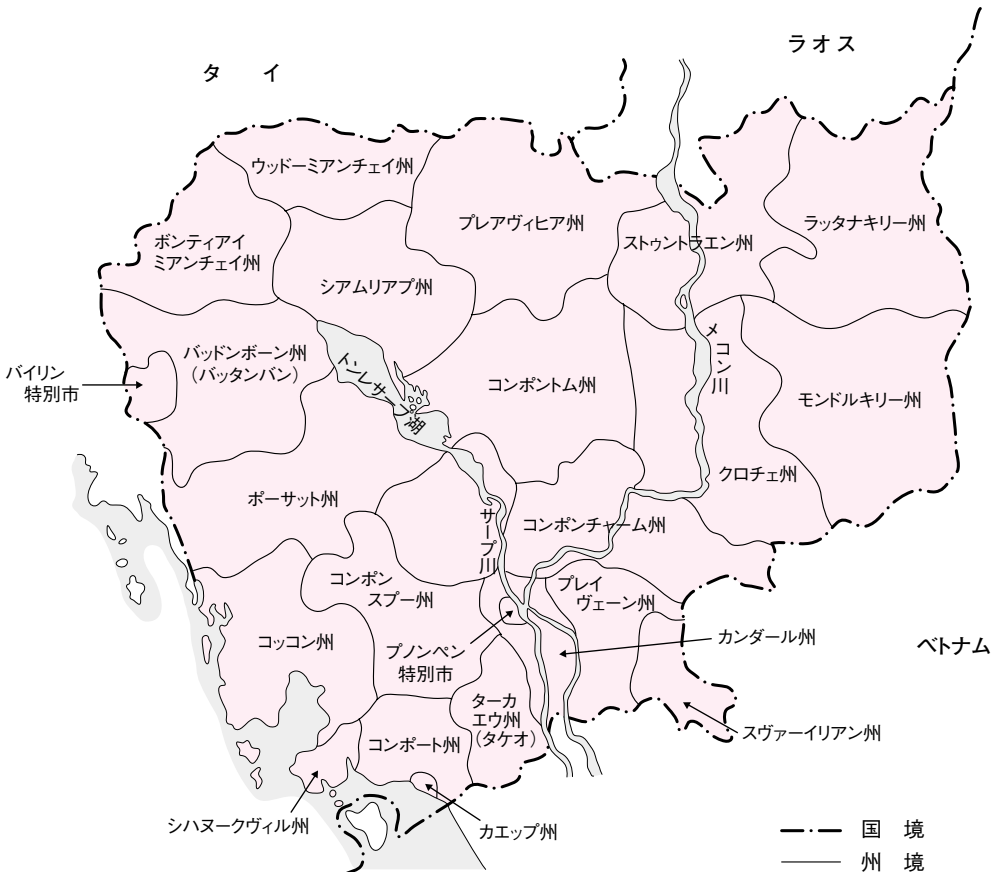 ラオス
タイ
ウッドーミアンチェイ州
プレアヴィヒア州
ラッタナキリー州
ボンティアイ
ミアンチェイ州
ストゥントラエン州
シアムリアプ州
メコン川
バッドンボーン州
（バッタンバン）
トンレサープ湖
バイリン
特別市
コンポントム州
モンドルキリー州
クロチェ州
ポーサット州
サープ川
コンポンチャーム州
コンポン
スプー州
プレイ
ヴェーン州
コッコン州
プノンペン
特別市
カンダール州
ベトナム
ターカ
エウ州
（タケオ）
コンポート州
スヴァーイリアン州
シハヌークヴィル州
カエップ州
国境
州境